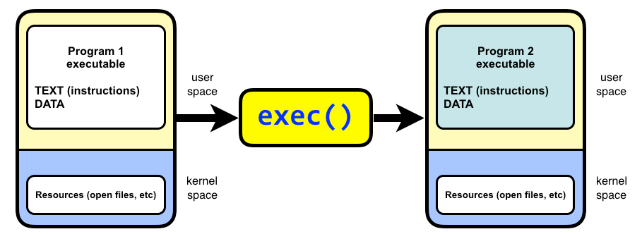 Program 1
executable
TEXT (instructions)
DATA
user
space
Resources (open files, etc)
kernel
space
exec()
Program 2
executable
TEXT (instructions)
DATA
user
space
Resources (open files, etc)
kernel
space